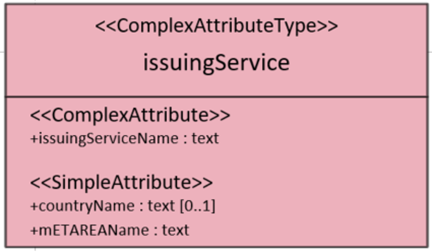 <<ComplexAttributeType>>
issuingService
<<ComplexAttribute>>
+issuingServiceName : text
<<SimpleAttribute>>
+countryName : text [0..1]
+mETAREAName : text